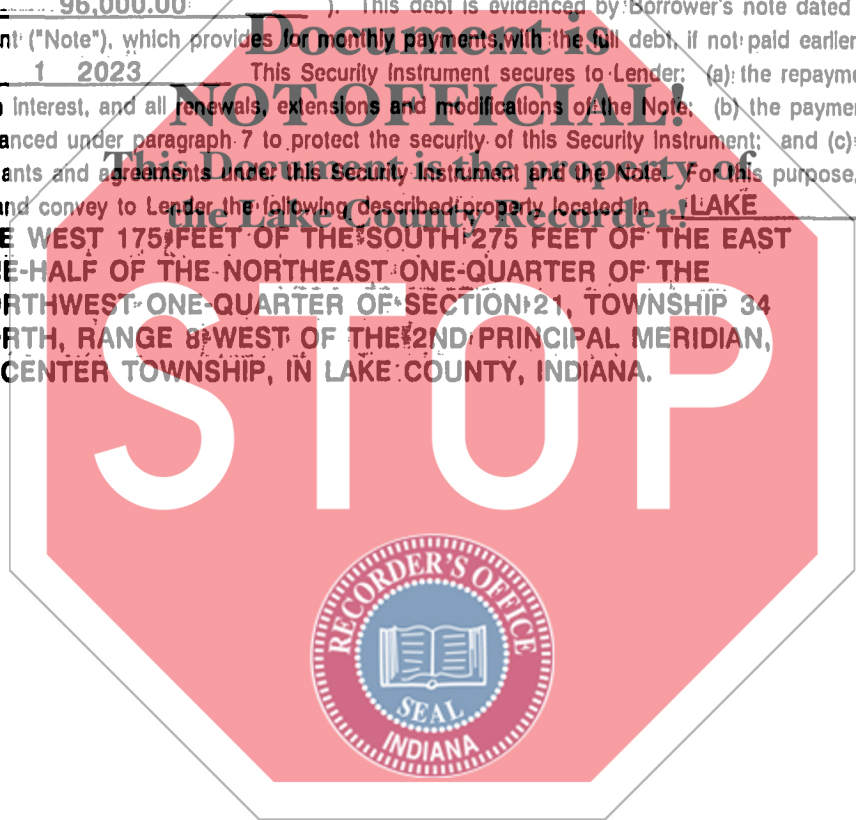 96,000.00 ). This debt is evidenced by Borrower's note dated
nt ("Note"), which provides for monthly payments, with the full debt, if not paid earlier
1 2023 This Security Instrument secures to Lender: (a) the repayme
interest, and all renewals, extensions and modifications of the Note; (b) the paymen
anced under paragraph 7 to protect the security of this Security Instrument; and (c)
ants and agreements under this Security Instrument and the Note. For this purpose,
nd convey to Lender the following described property located in LAKE
E WEST 175 FEET OF THE SOUTH 275 FEET OF THE EAST
E-HALF OF THE NORTHEAST ONE-QUARTER OF THE
RTHWEST ONE-QUARTER OF SECTION 21, TOWNSHIP 34
RTH, RANGE 8 WEST OF THE 2ND PRINCIPAL MERIDIAN,
CENTER TOWNSHIP, IN LAKE COUNTY, INDIANA.
Document is
NOT OFFICIAL!
This Document is the property of
the Lake County Recorder!
STOP
RECORDER'S OFFICE
SEAL
INDIANA